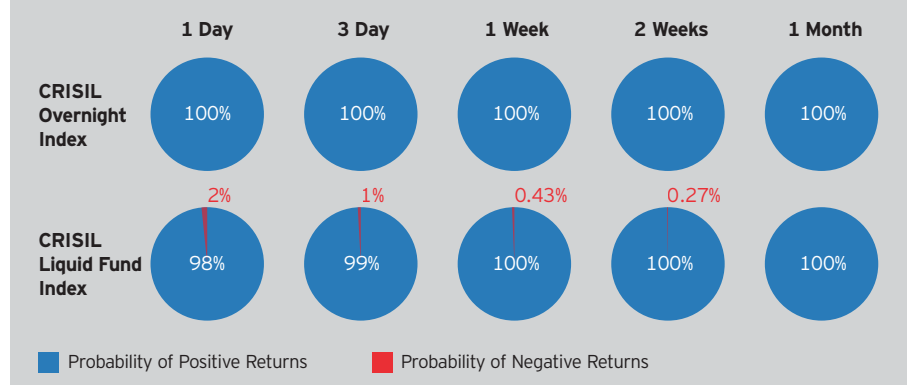 1 Day 3 Day 1 Week 2 Weeks 1 Month
CRISIL
Overnight
Index
100% 100% 100% 100% 100%
2% 1% 0.43% 0.27%
CRISIL
Liquid Fund
Index
98% 99% 100% 100% 100%
Probability of Positive Returns Probability of Negative Returns